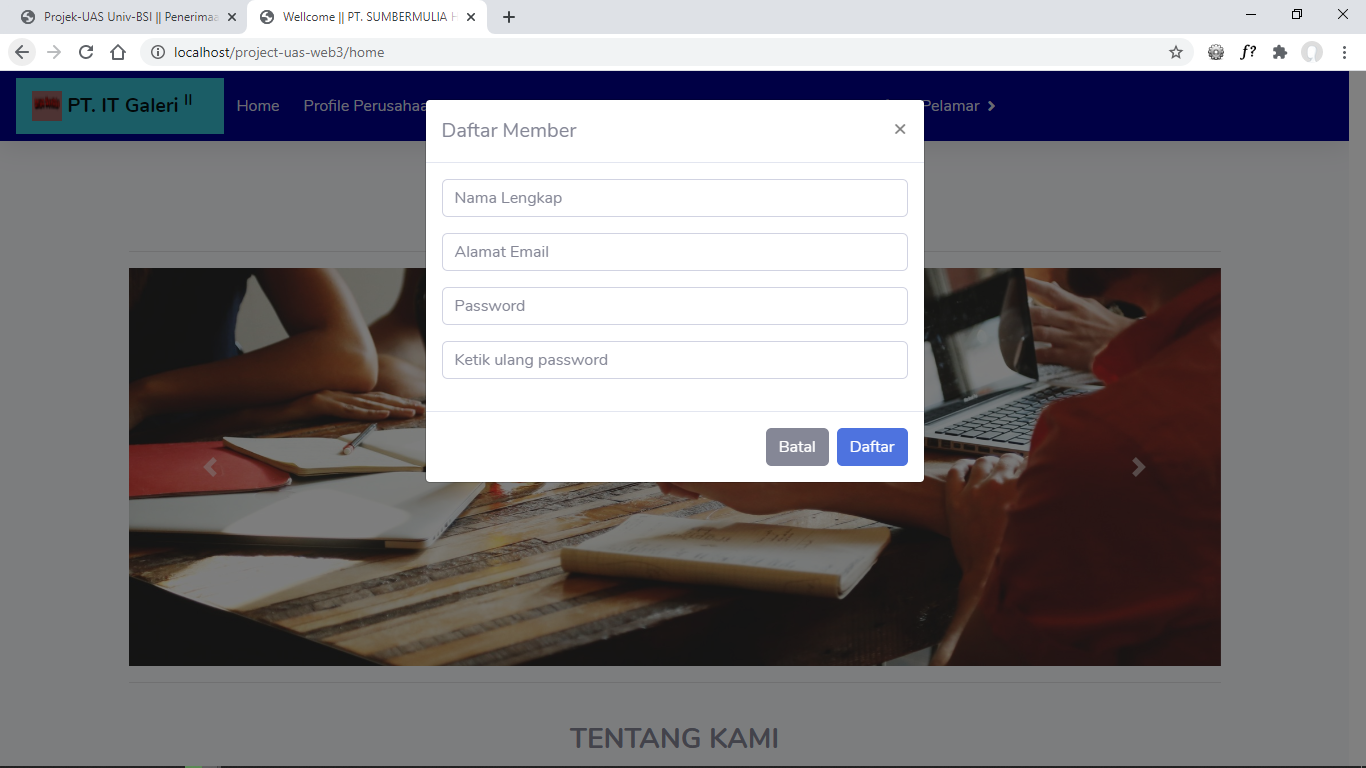 Projek-UAS Univ-BSI || Penerimaa
Wellcome || PT. SUMBERMULIA H
localhost/project-uas-web3/home
f?
PT. IT Galeri II
Home
Profile Perusahaa
Pelamar
Daftar Member
Nama Lengkap
Alamat Email
Password
Ketik ulang password
Batal
Daftar
TENTANG KAMI